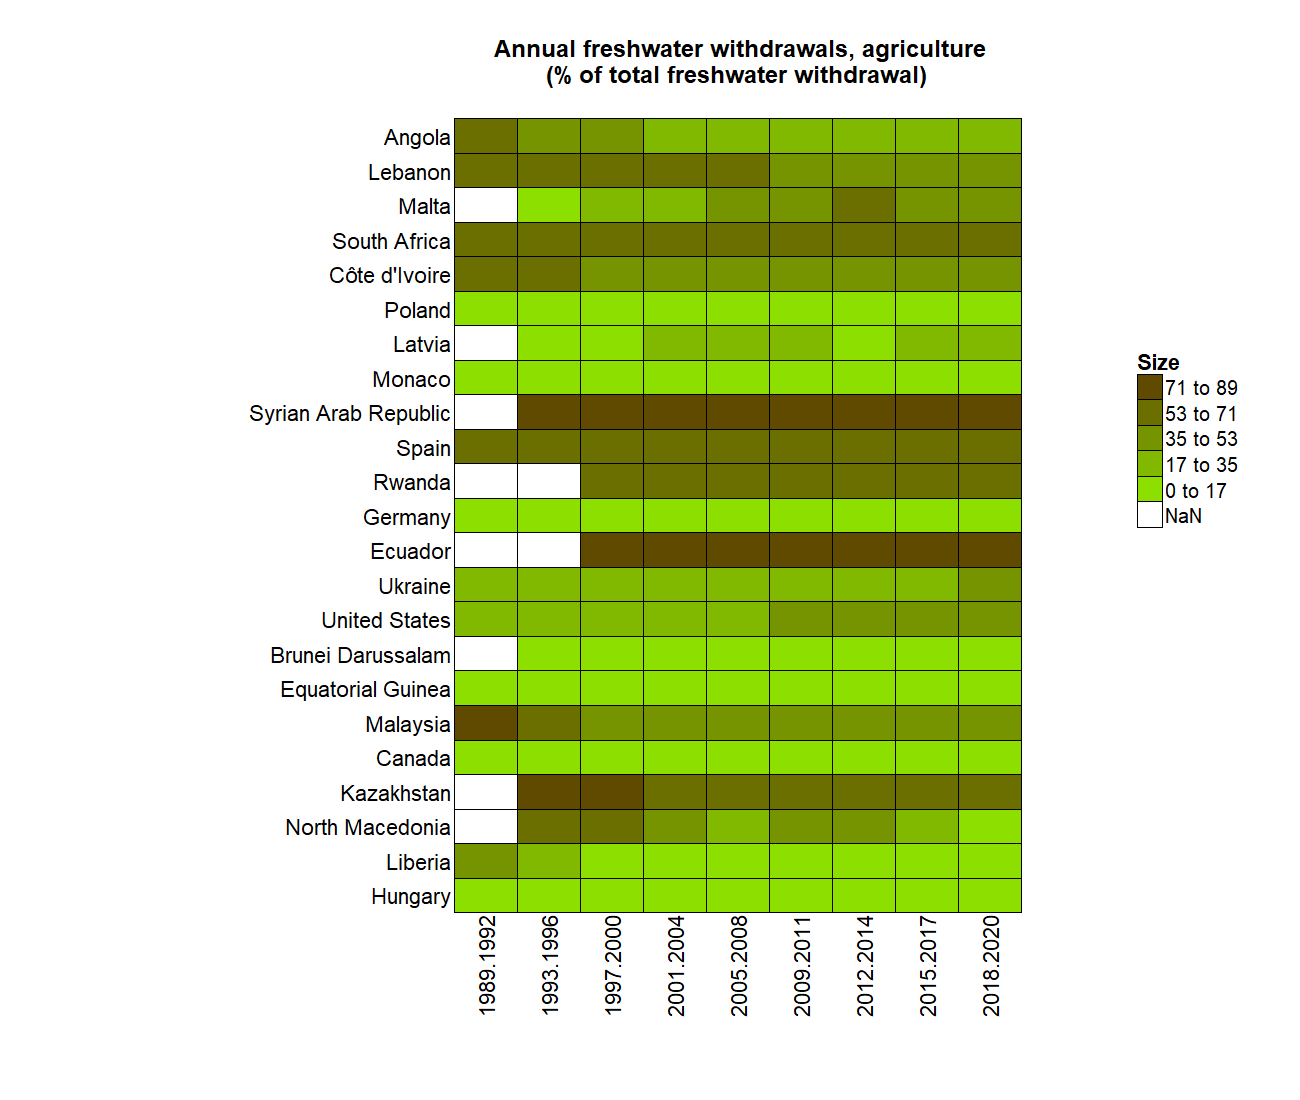 Annual freshwater withdrawals, agriculture
(% of total freshwater withdrawal)
Angola
Lebanon
Malta
South Africa
Côte d'Ivoire
Poland
Latvia
Monaco
Syrian Arab Republic
Spain
Rwanda
Germany
Ecuador
Ukraine
United States
Brunei Darussalam
Equatorial Guinea
Malaysia
Canada
Kazakhstan
North Macedonia
Liberia
Hungary
1989.1992
1993.1996
1997.2000
2001.2004
2005.2008
2009.2011
2012.2014
2015.2017
2018.2020
Size
71 to 89
53 to 71
35 to 53
17 to 35
0 to 17
NaN